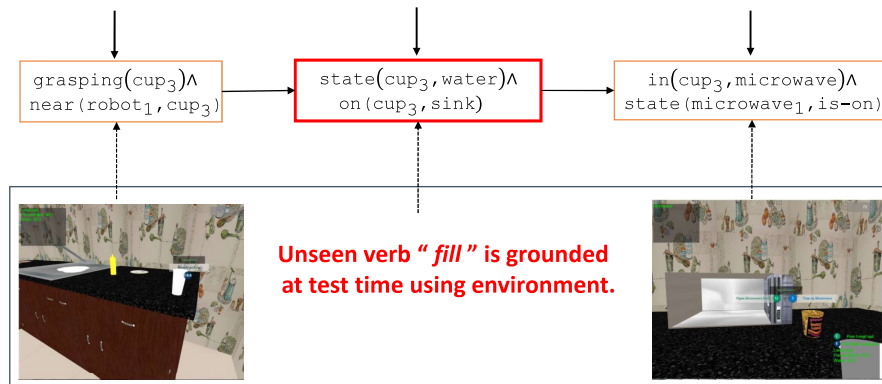 grasping(cup₃)∧
near(robot₁,cup₃)
state(cup₃,water)∧
on(cup₃,sink)
in(cup₃,microwave)∧
state(microwave₁,is-on)
Unseen verb “ fill ” is grounded
at test time using environment.